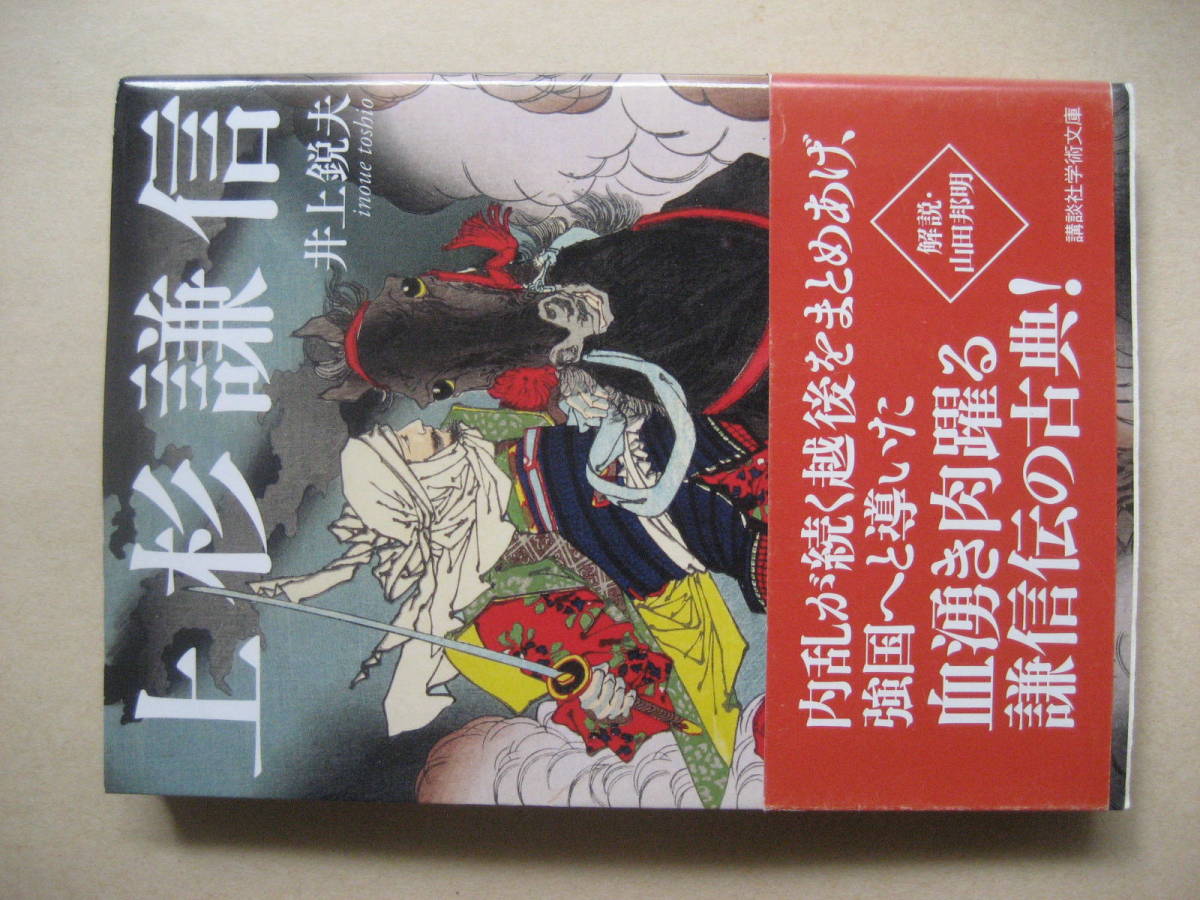 上杉謙信
井上鋭夫
inoue toshio
内乱が続く越後をまとめあげ、
強国へと導いた
血湧き肉躍る
謙信伝の古典!
解説・
山田邦明
講談社学術文庫